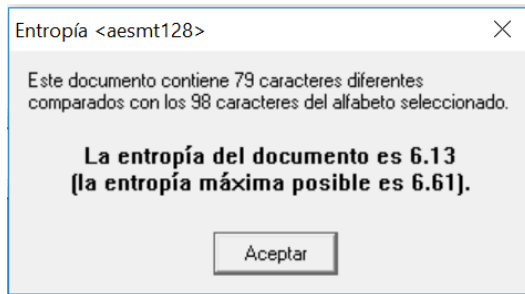 Entropía <aesmt128>
Este documento contiene 79 caracteres diferentes
comparados con los 98 caracteres del alfabeto seleccionado.
La entropía del documento es 6.13
(la entropía máxima posible es 6.61).
Aceptar